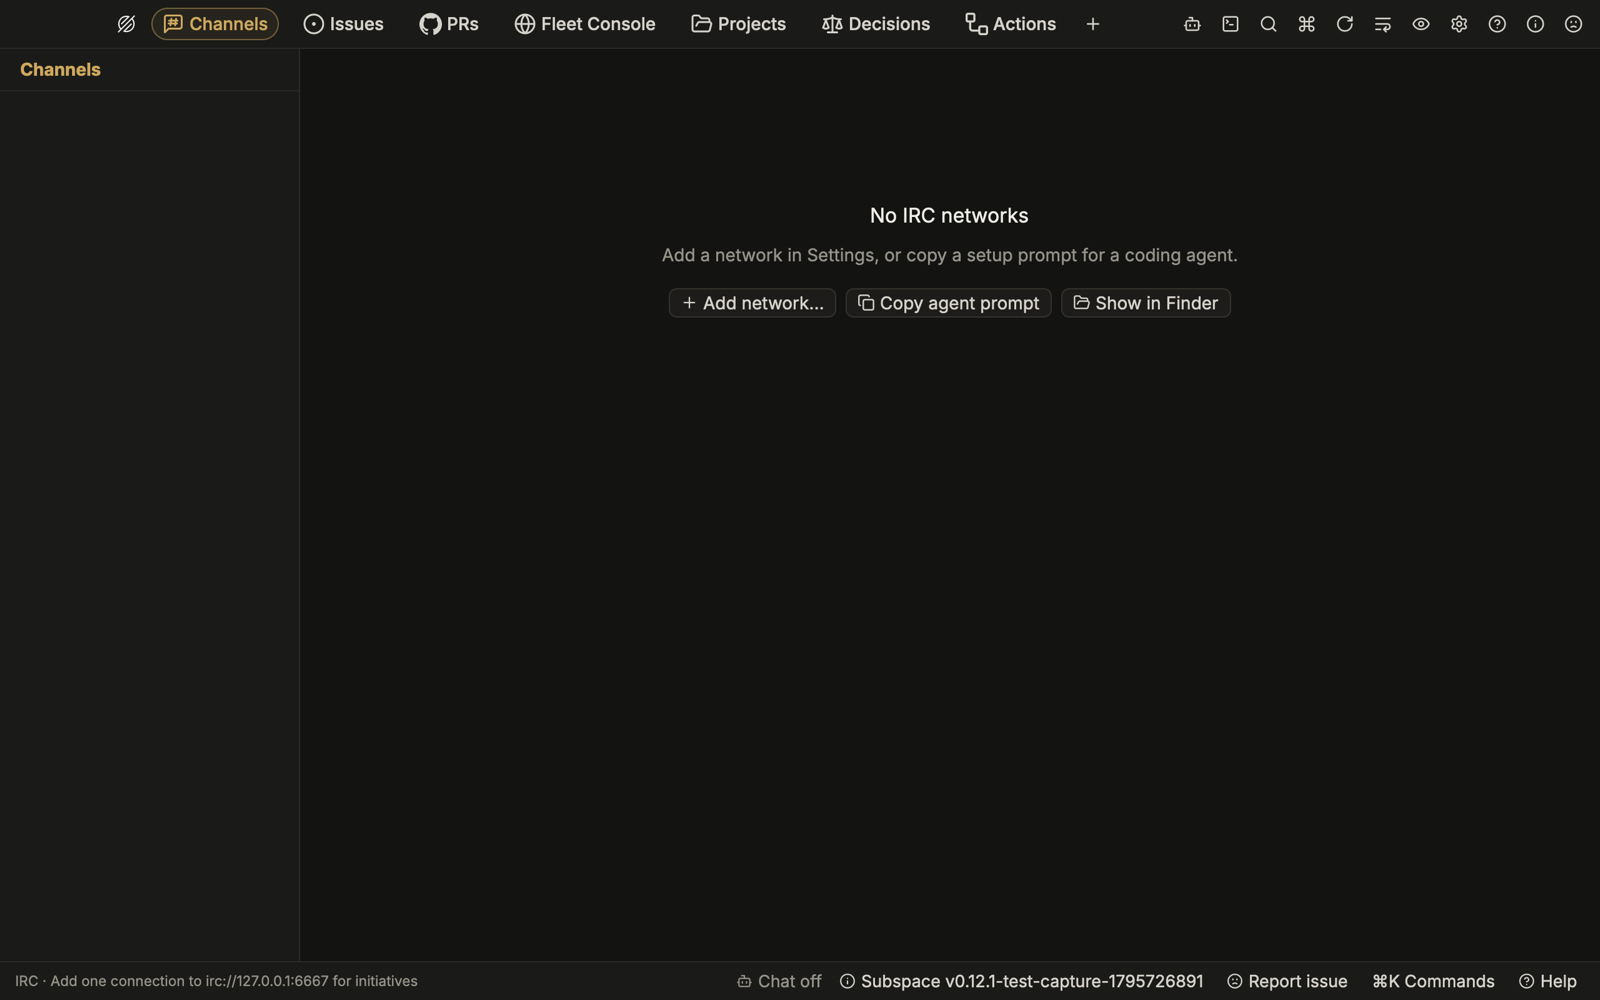 Channels
Issues
PRs
Fleet Console
Projects
Decisions
Actions
Channels
No IRC networks
Add a network in Settings, or copy a setup prompt for a coding agent.
Add network...
Copy agent prompt
Show in Finder
IRC · Add one connection to irc://127.0.0.1:6667 for initiatives
Chat off
Subspace v0.12.1-test-capture-1795726891
Report issue
⌘K Commands
Help